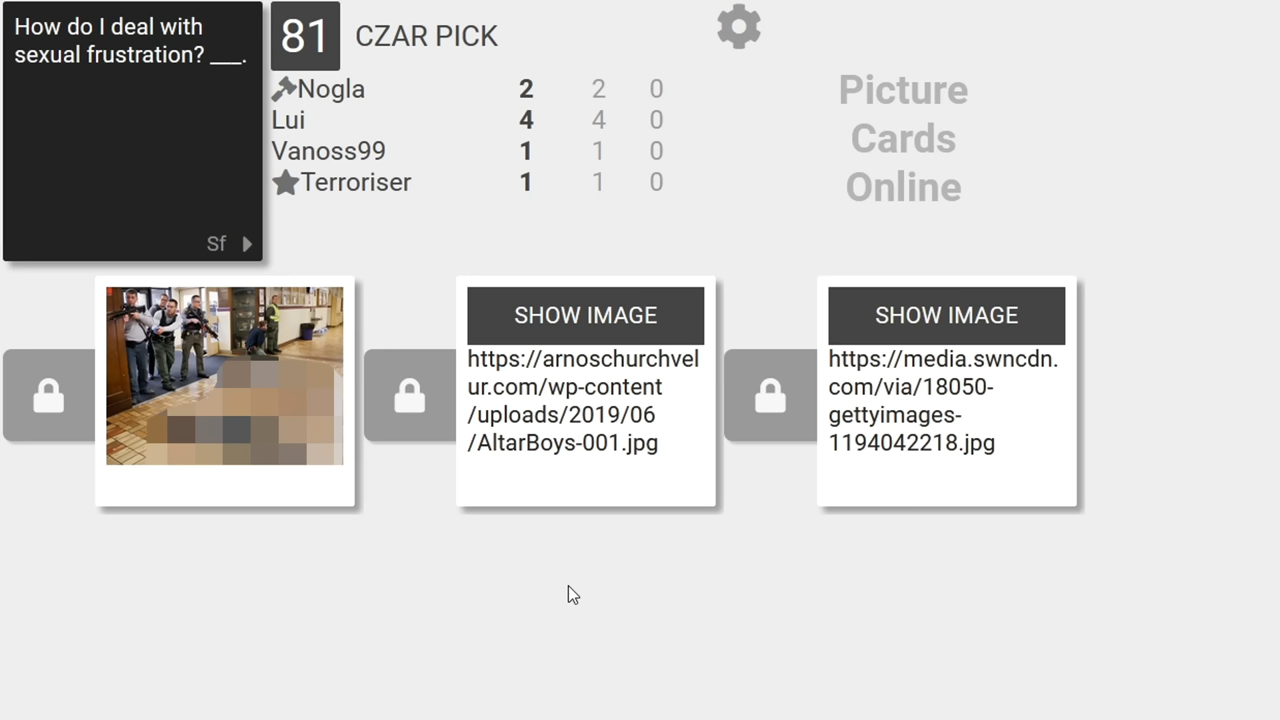 How do I deal with
sexual frustration? ___.
Sf
81 CZAR PICK
Nogla 2 2 0
Lui 4 4 0
Vanoss99 1 1 0
Terroriser 1 1 0
Picture
Cards
Online
SHOW IMAGE
https://arnoschurchvel
ur.com/wp-content
/uploads/2019/06
/AltarBoys-001.jpg
SHOW IMAGE
https://media.swncdn.
com/via/18050-
gettyimages-
1194042218.jpg